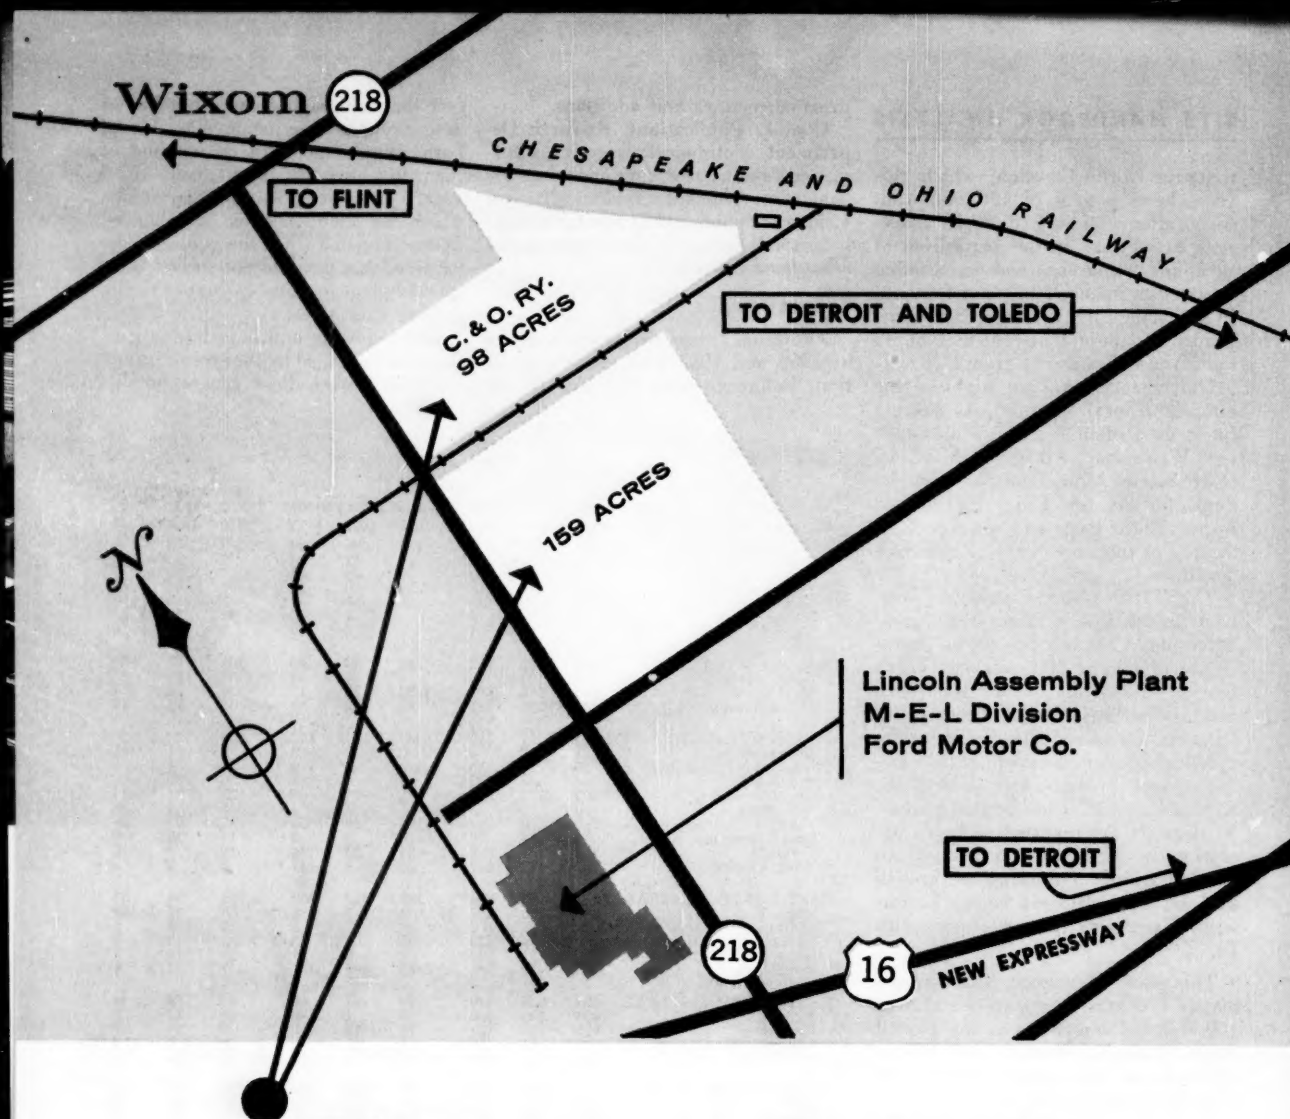 Wixom
218
TO FLINT
CHESAPEAKE AND OHIO RAILWAY
C. & O. RY.
98 ACRES
TO DETROIT AND TOLEDO
159 ACRES
N
Lincoln Assembly Plant
M-E-L Division
Ford Motor Co.
TO DETROIT
218
16
NEW EXPRESSWAY